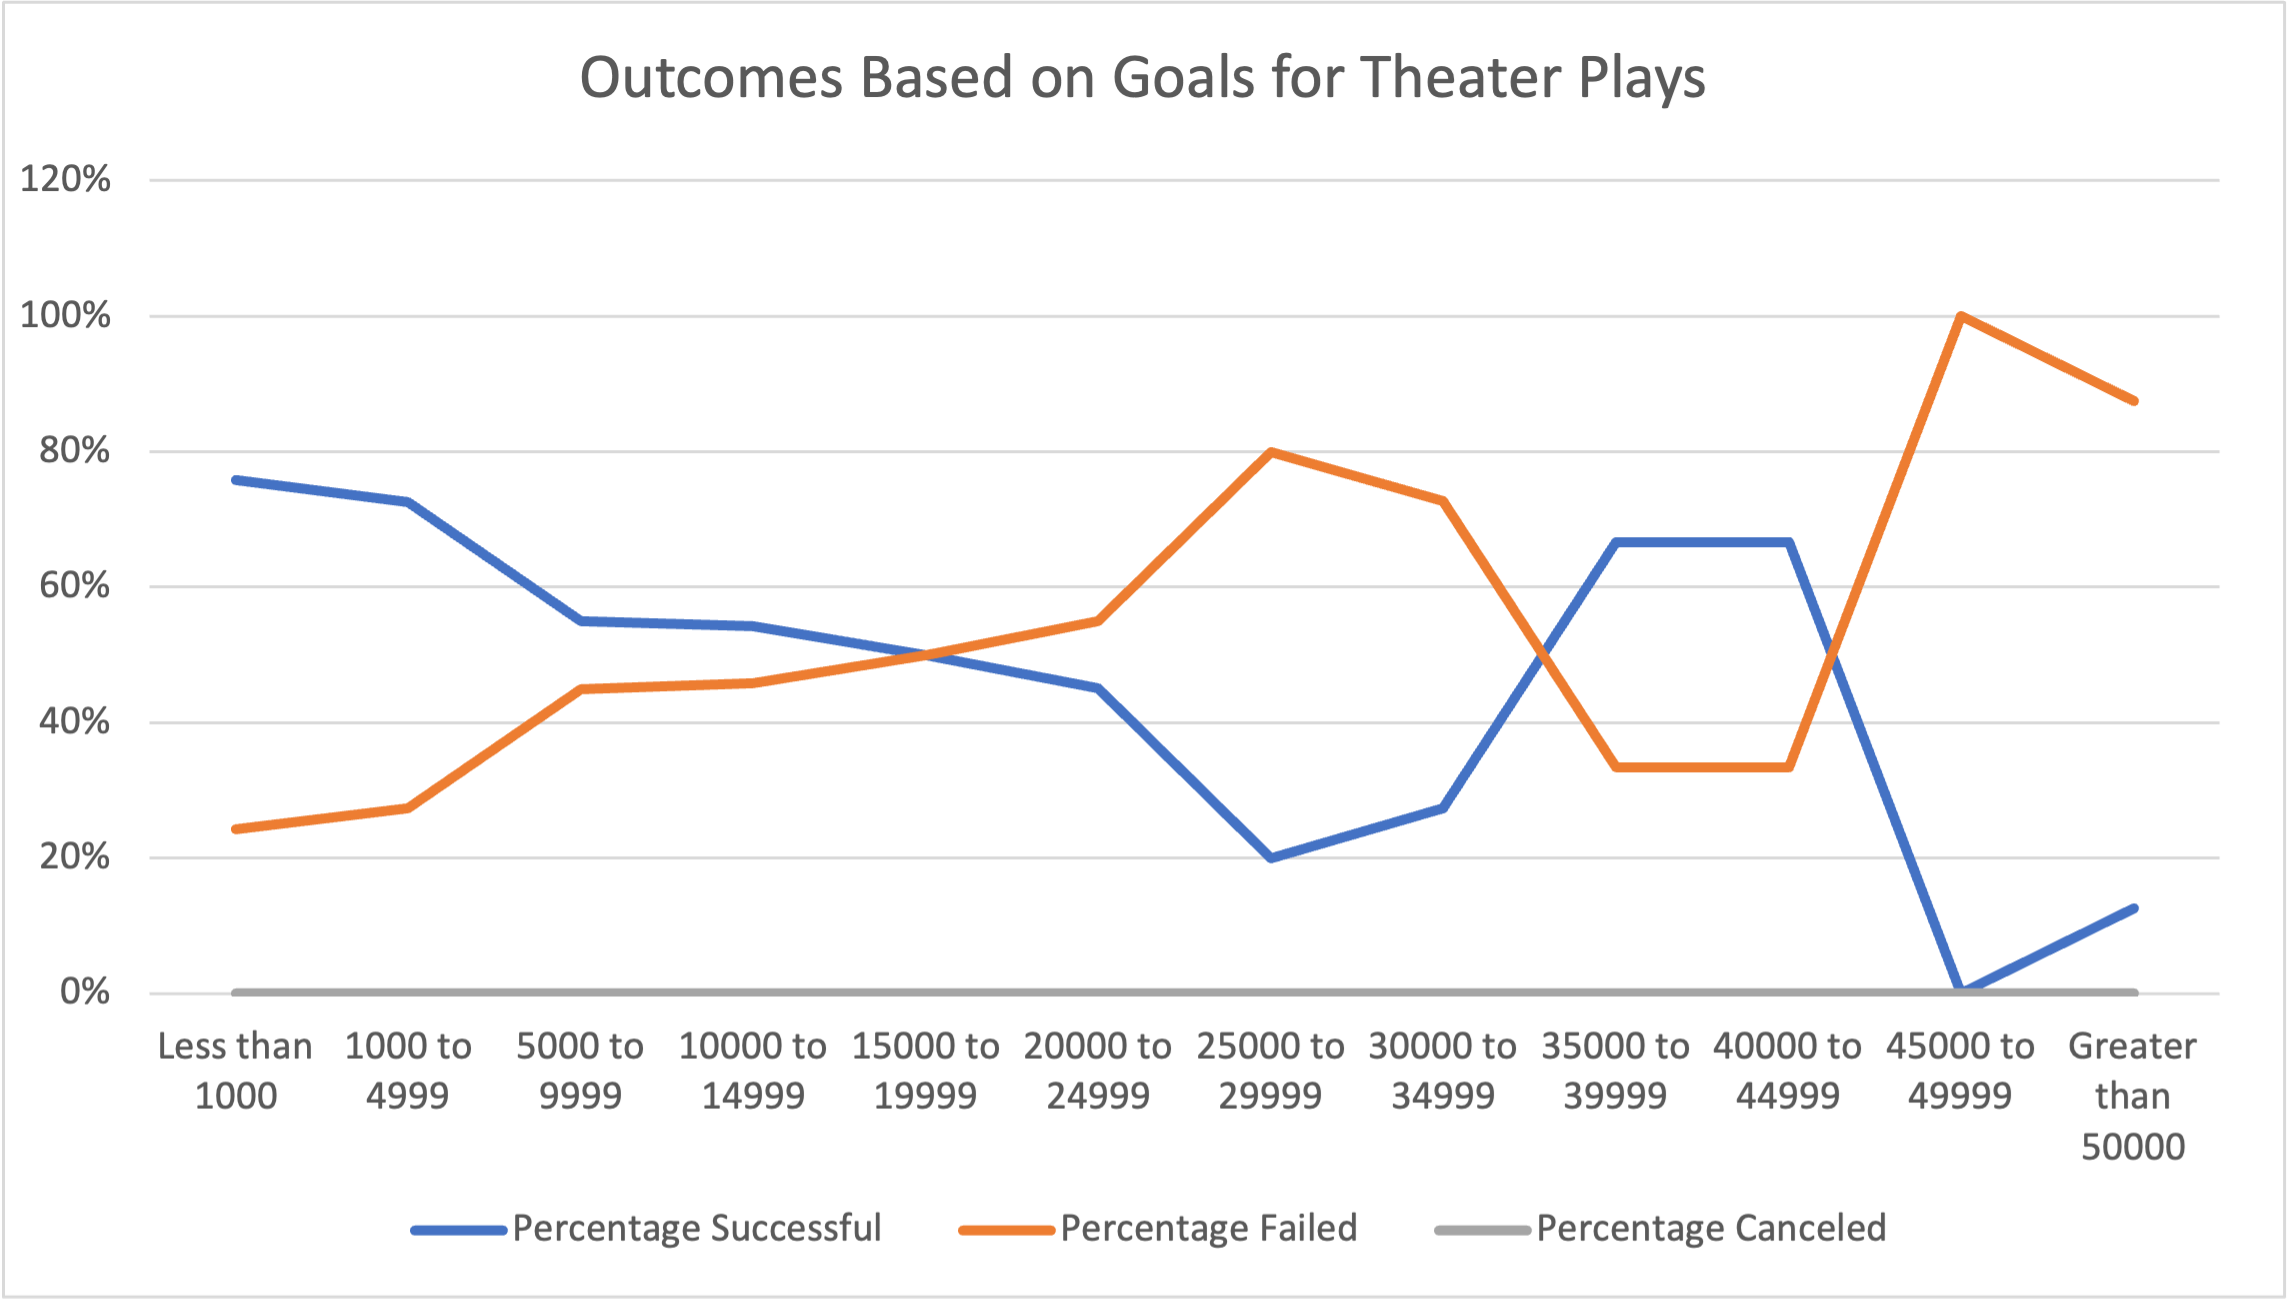 Outcomes Based on Goals for Theater Plays
120%
100%
80%
60%
40%
20%
0%
Less than 1000 to 5000 to 10000 to 15000 to 20000 to 25000 to 30000 to 35000 to 40000 to 45000 to Greater
1000 4999 9999 14999 19999 24999 29999 34999 39999 44999 49999 than
50000
Percentage Successful Percentage Failed Percentage Canceled